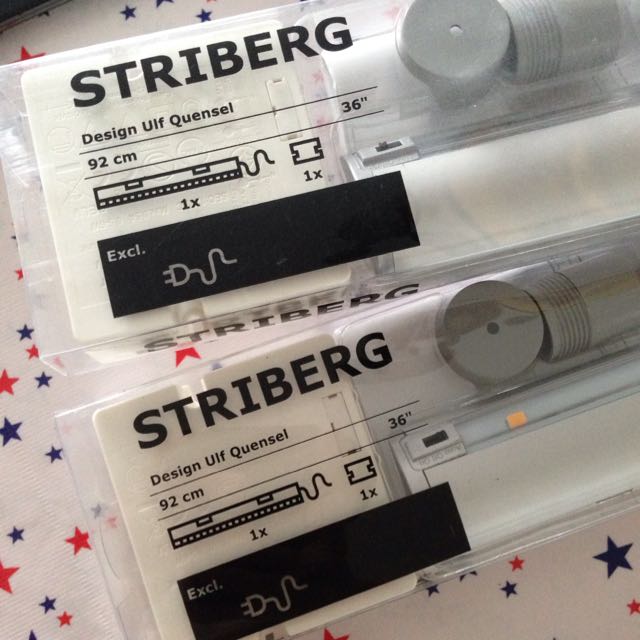 STRIBERG
Design Ulf Quensel
92 cm
36"
1x
1x
Excl.
STRIBERG
STRIBERG
Design Ulf Quensel
92 cm
36"
1x
1x
Excl.